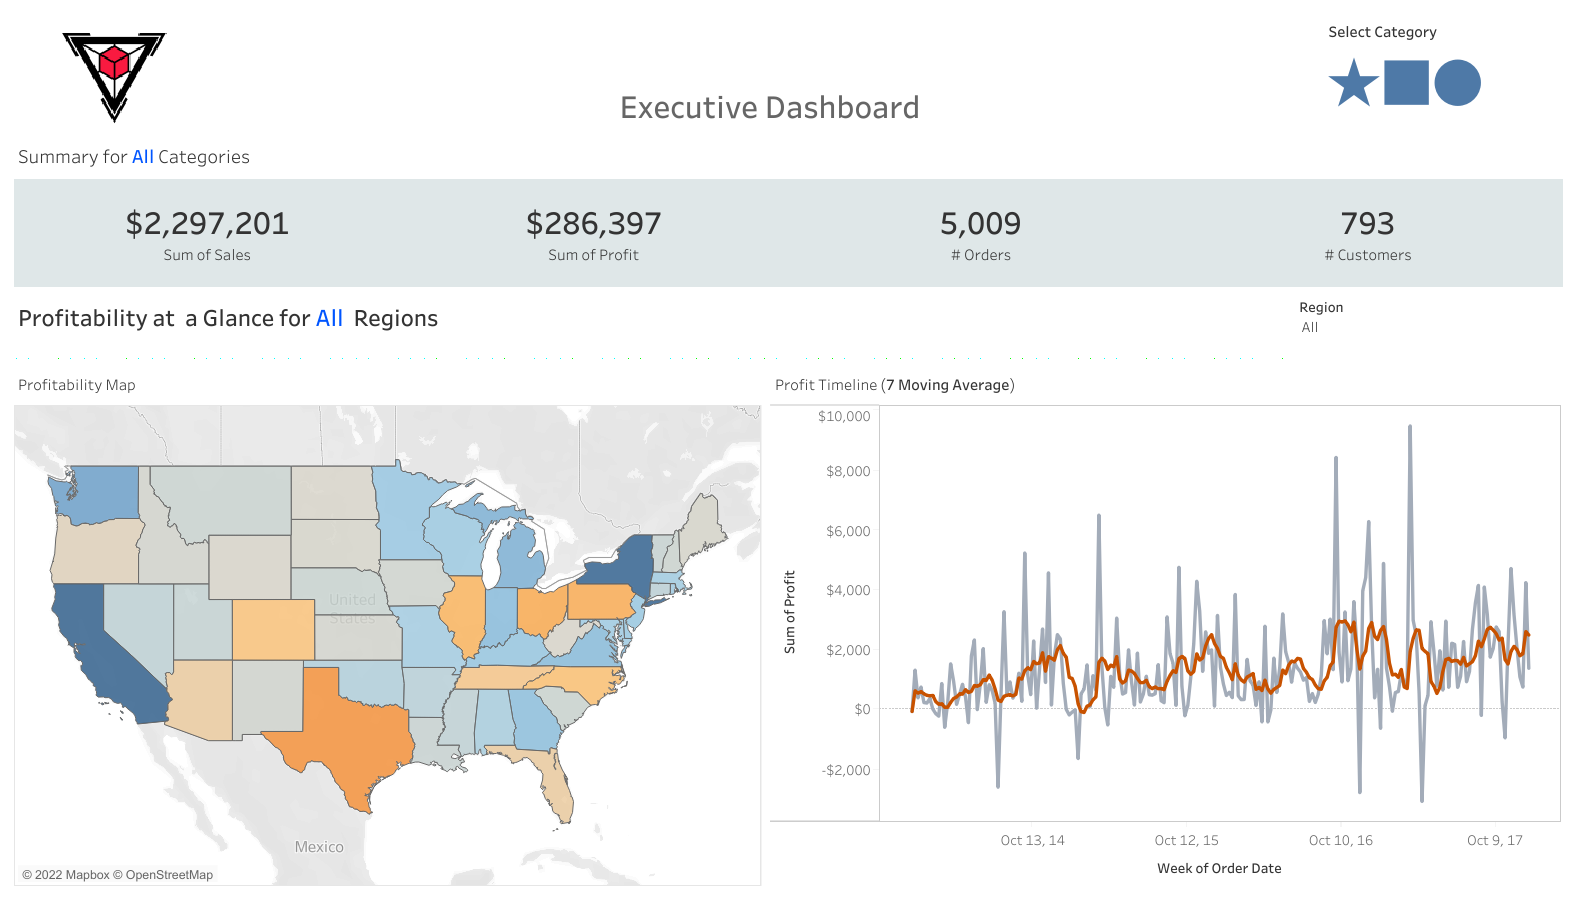 Select Category
Executive Dashboard
Summary for All Categories
$2,297,201
Sum of Sales
$286,397
Sum of Profit
5,009
# Orders
793
# Customers
Profitability at a Glance for All Regions
Region
All
Profitability Map
United
States
Mexico
© 2022 Mapbox © OpenStreetMap
Profit Timeline (7 Moving Average)
Sum of Profit
$10,000
$8,000
$6,000
$4,000
$2,000
$0
-$2,000
Oct 13, 14
Oct 12, 15
Oct 10, 16
Oct 9, 17
Week of Order Date